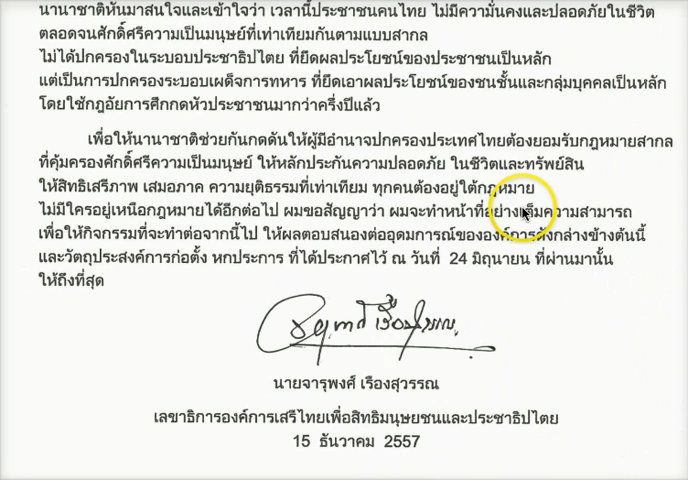 นานาชาติหันมาสนใจและเข้าใจว่า เวลานี้ประชาชนคนไทย ไม่มีความั่นคงและปลอดภัยในชีวิต
ตลอดจนศักดิ์ศรีความเป็นมนุษย์ที่เท่าเทียมกันตามแบบสากล
ไม่ได้ปกครองในระบอบประชาธิปไตย ที่ยึดผลประโยชน์ของประชาชนเป็นหลัก
แต่เป็นการปกครองระบอบเผด็จการทหาร ที่ยึดเอาผลประโยชน์ของชนชั้นและกลุ่มบุคคลเป็นหลัก
โดยใช้กฎอัยการศึกกดหัวประชาชนมากว่าครึ่งปีแล้ว
เพื่อให้นานาชาติช่วยกันกดดันให้ผู้มีอำนาจปกครองประเทศไทยต้องยอมรับกฎหมายสากล
ที่คุ้มครองศักดิ์ศรีความเป็นมนุษย์ ให้หลักประกันความปลอดภัย ในชีวิตและทรัพย์สิน
ให้สิทธิเสรีภาพ เสมอภาค ความยุติธรรมที่เท่าเทียม ทุกคนต้องอยู่ใต้กฎหมาย
ไม่มีใครอยู่เหนือกฎหมายได้อีกต่อไป ผมขอสัญญาว่า ผมจะทำหน้าที่อย่างเต็มความสามารถ
เพื่อให้กิจกรรมที่จะทำต่อจากนี้ไป ให้ผลตอบสนองต่ออุดมการณ์ขององค์การดังกล่างข้างต้นนี้
และวัตถุประสงค์การก่อตั้ง หกประการ ที่ได้ประกาศไว้ ณ วันที่ 24 มิถุนายน ที่ผ่านมานั้น
ให้ถึงที่สุด
นายจารุพงศ์ เรืองสุวรรณ
เลขาธิการองค์การเสรีไทยเพื่อสิทธิมนุษยชนและประชาธิปไตย
15 ธันวาคม 2557